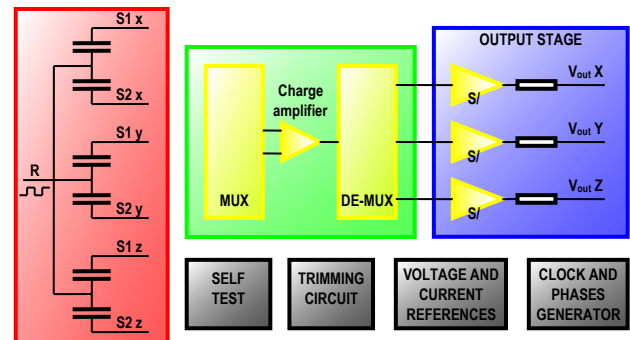 S1 x
S2 x
S1 y
R
S2 y
S1 z
S2 z
Charge
amplifier
MUX
DE-MUX
OUTPUT STAGE
S/
Vout X
S/
Vout Y
S/
Vout Z
SELF
TEST
TRIMMING
CIRCUIT
VOLTAGE AND
CURRENT
REFERENCES
CLOCK AND
PHASES
GENERATOR